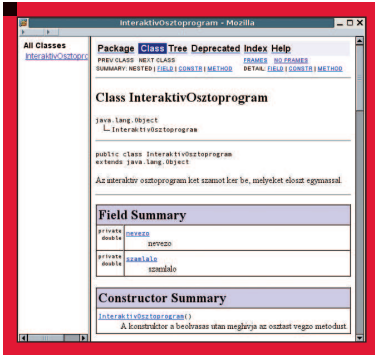 InteraktivOsztoprogram - Mozilla
All Classes
InteraktivOsztopro
Package Class Tree Deprecated Index Help
PREV CLASS NEXT CLASS
FRAMES NO FRAMES
SUMMARY: NESTED | FIELD | CONSTR | METHOD
DETAIL: FIELD | CONSTR | METHOD
Class InteraktivOsztoprogram
java.lang.Object
InteraktivOsztoprogram
public class InteraktivOsztoprogram
extends java.lang.Object
Az interaktiv osztoprogram ket szamot ker be, melyeket eloszt egymassal.
Field Summary
private double
nevezo
nevezo
private double
szamlalo
szamlalo
Constructor Summary
InteraktivOsztoprogram()
A konstruktor a beolvasas utan meghivja az osztast vegzo metodust.